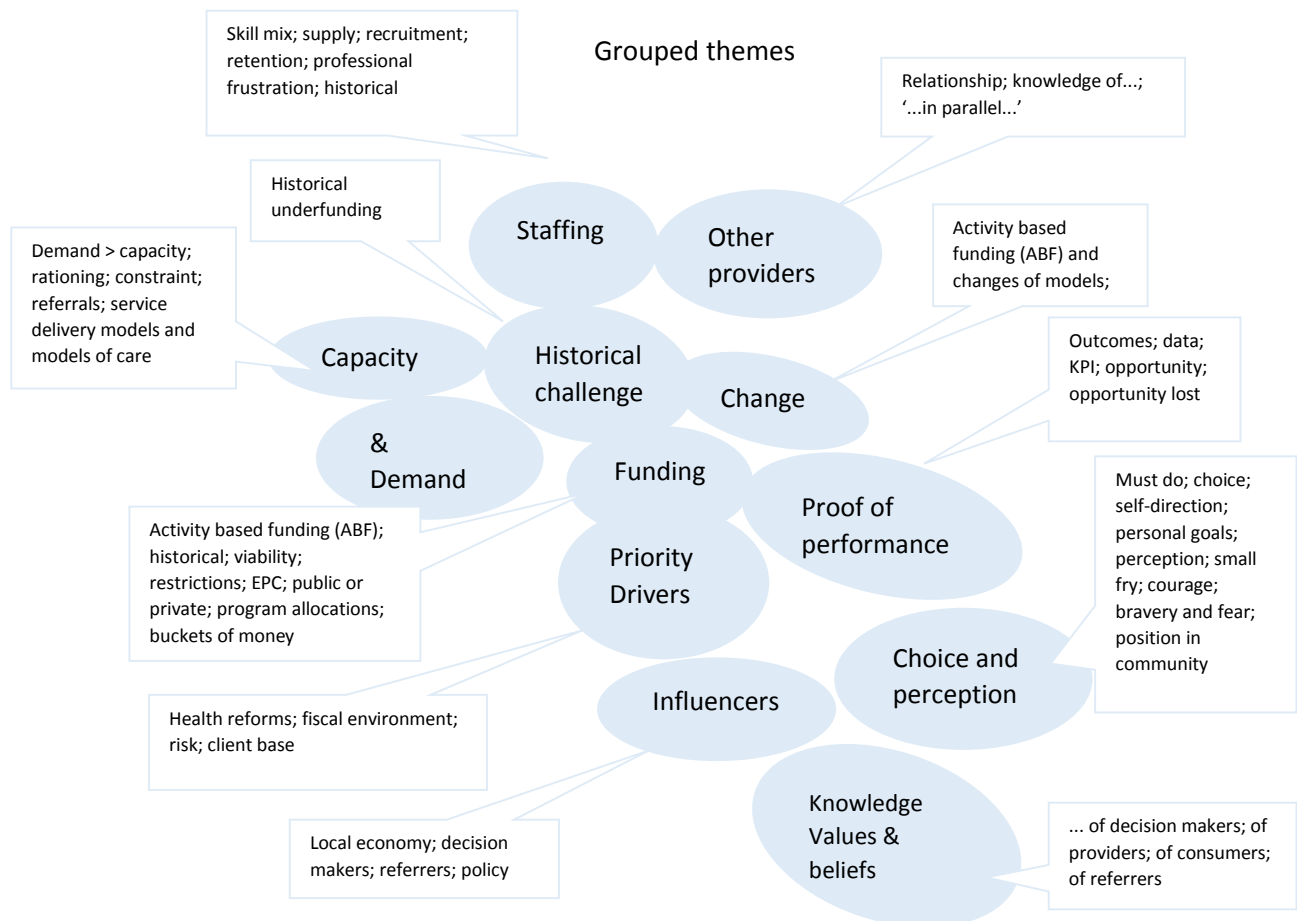 Grouped themes
Skill mix; supply; recruitment;
retention; professional
frustration; historical
Relationship; knowledge of...;
‘...in parallel...’
Historical
underfunding
Staffing
Other
providers
Activity based
funding (ABF) and
changes of models;
Demand > capacity;
rationing; constraint;
referrals; service
delivery models and
models of care
Capacity
Historical
challenge
Change
Outcomes; data;
KPI; opportunity;
opportunity lost
&
Demand
Funding
Proof of
performance
Must do; choice;
self-direction;
personal goals;
perception; small
fry; courage;
bravery and fear;
position in
community
Activity based funding (ABF);
historical; viability;
restrictions; EPC; public or
private; program allocations;
buckets of money
Priority
Drivers
Choice and
perception
Influencers
Health reforms; fiscal environment;
risk; client base
Knowledge
Values &
beliefs
Local economy; decision
makers; referrers; policy
... of decision makers; of
providers; of consumers;
of referrers